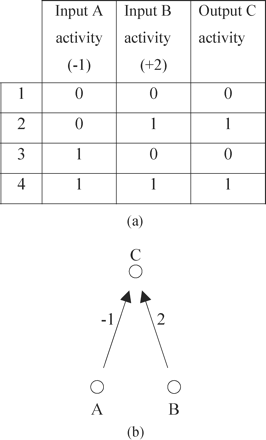 Input A Input B Output C
activity activity activity
(-1) (+2)
1 0 0 0
2 0 1 1
3 1 0 0
4 1 1 1
(a)
C
-1 2
A B
(b)